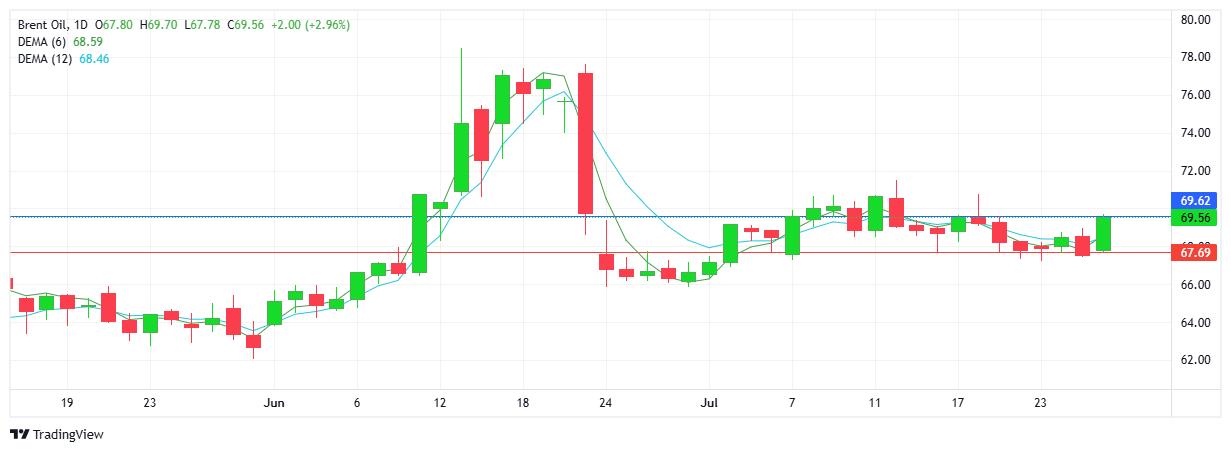 Brent Oil, 1D O67.80 H69.70 L67.78 C69.56 +2.00 (+2.96%)
DEMA (6) 68.59
DEMA (12) 68.46
80.00
78.00
76.00
74.00
72.00
69.62
69.56
67.69
66.00
64.00
62.00
19 23 Jun 6 12 18 24 Jul 7 11 17 23
TradingView